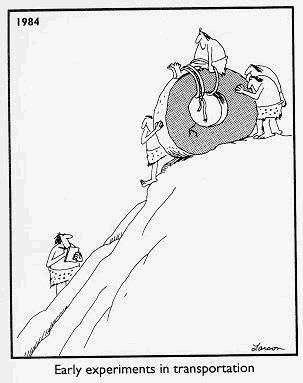 1984
Larson
Early experiments in transportation